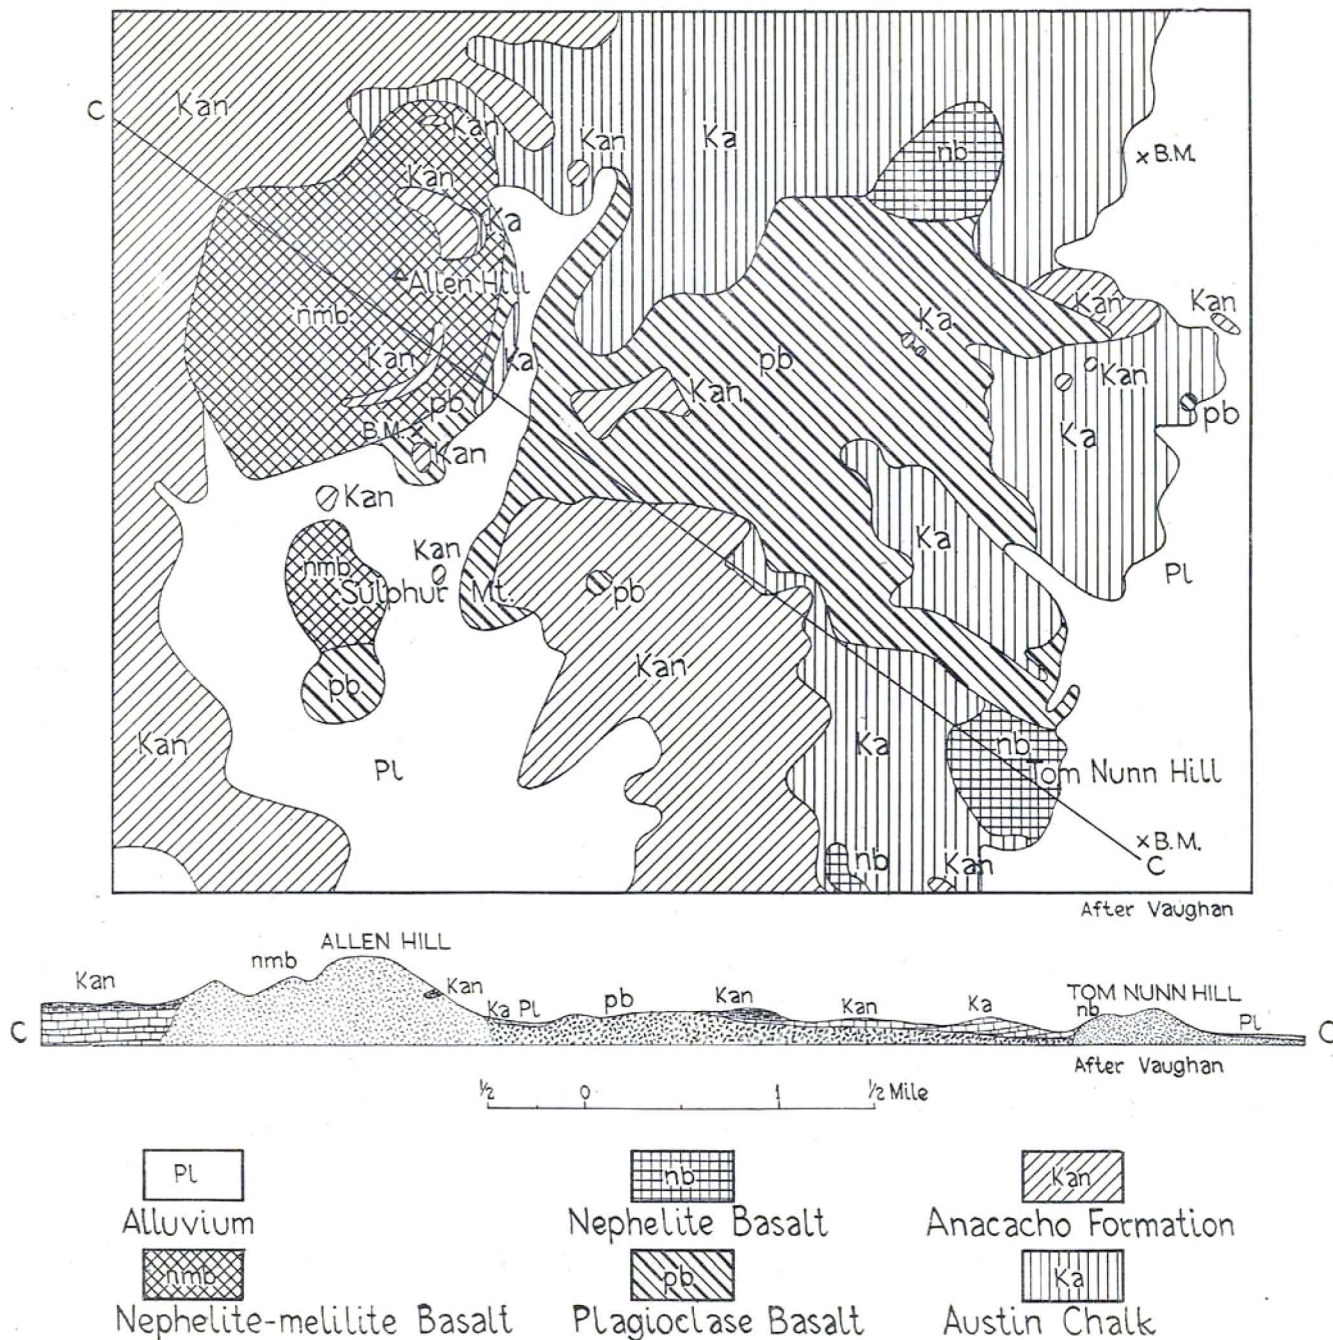 Kan
C
Kan
Kan
Ka
nb
x B.M.
Kan
Ka
Allen Hill
nmb
Kan
Ka
Kan
Kan
Ka
pb
Kan
Kan
pb
pb
B.M.
Kan
Ka
Kan
Kan
Ka
nmb
Pl
Sulphur Mt.
pb
Kan
pb
Kan
Pl
Ka
nb
Tom Nunn Hill
x B.M.
C
nb
Kan
After Vaughan
ALLEN HILL
nmb
Kan
Kan
Ka Pl
pb
Kan
Kan
Ka
TOM NUNN HILL
nb
Pl
C
C
After Vaughan
½ 0 1 ½ Mile
Pl
nb
Kan
Alluvium
Nephelite Basalt
Anacacho Formation
nmb
pb
Ka
Nephelite-melilite Basalt
Plagioclase Basalt
Austin Chalk